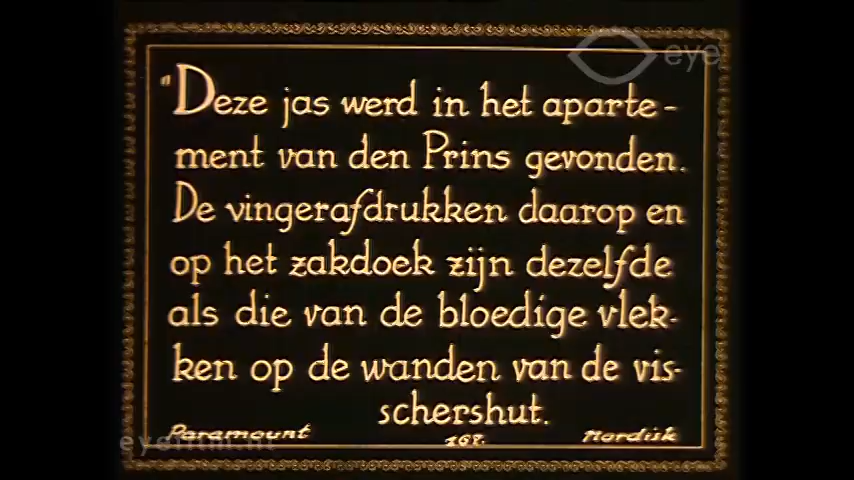 eye
"Deze jas werd in het aparte-
ment van den Prins gevonden.
De vingerafdrukken daarop en
op het zakdoek zijn dezelfde
als die van de bloedige vlek-
ken op de wanden van de vis-
schershut.
Paramount 167. Nordisk
eyefilm.nl